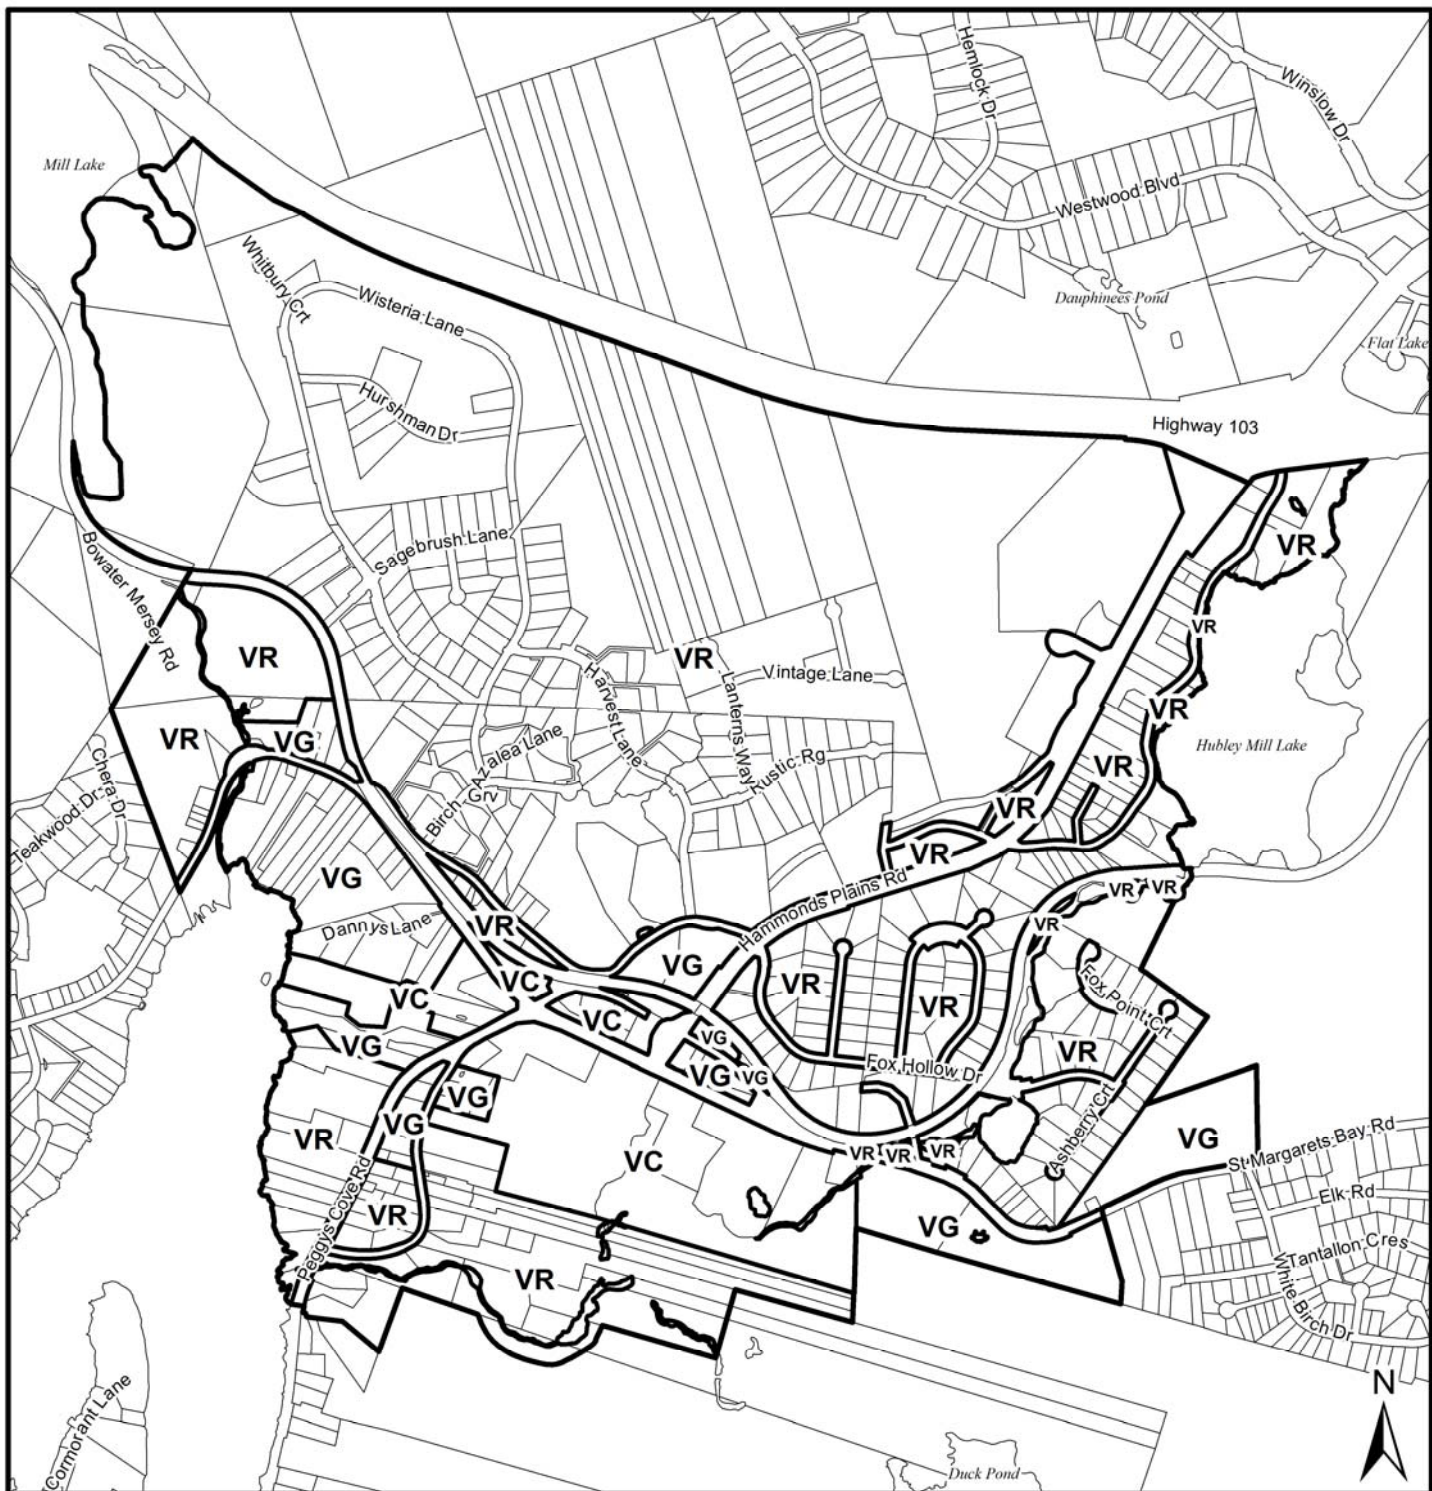 Hemlock Dr
Winslow Dr
Mill Lake
Westwood Blvd
Whitbury Crt
Wisteria Lane
Dauphinees Pond
Flat Lake
Hurshman Dr
Highway 103
Sagebrush Lane
VR
Bowater Mersey Rd
VR
VR
VR
Vintage Lane
Harvest Lane
Lanterns Way
VR
VR
VG
Azalea Lane
Rustic Rg
Hubley Mill Lake
Chera Dr
VR
Birch
Grv
VR
Teakwood Dr
VR
VG
Hammonds Plains Rd
VR
VR
Dannys Lane
VR
VR
VG
VC
VR
Fox Point Crt
VC
VR
VC
VG
VG
VR
Fox Hollow Dr
VG
VG
VG
VG
Ashberry Crt
VR
VC
VR
VR
VR
VG
St Margarets Bay Rd
Peggys Cove Rd
VR
VG
Elk Rd
Tantallon Cres
VR
White Birch Dr
N
Cormorant Lane
Duck Pond